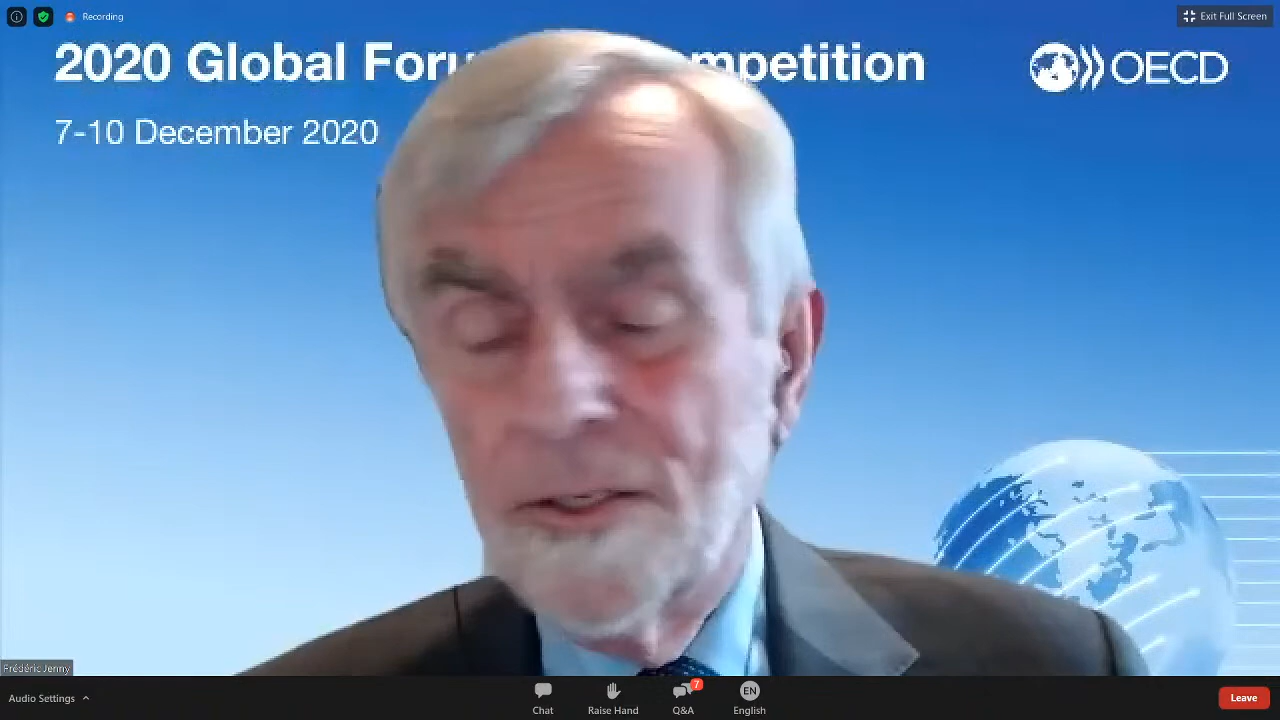 Recording
Exit Full Screen
2020 Global Foru mpetition
OECD
7-10 December 2020
Frédéric Jenny
Audio Settings
Chat
Raise Hand
7
Q&A
EN
English
Leave